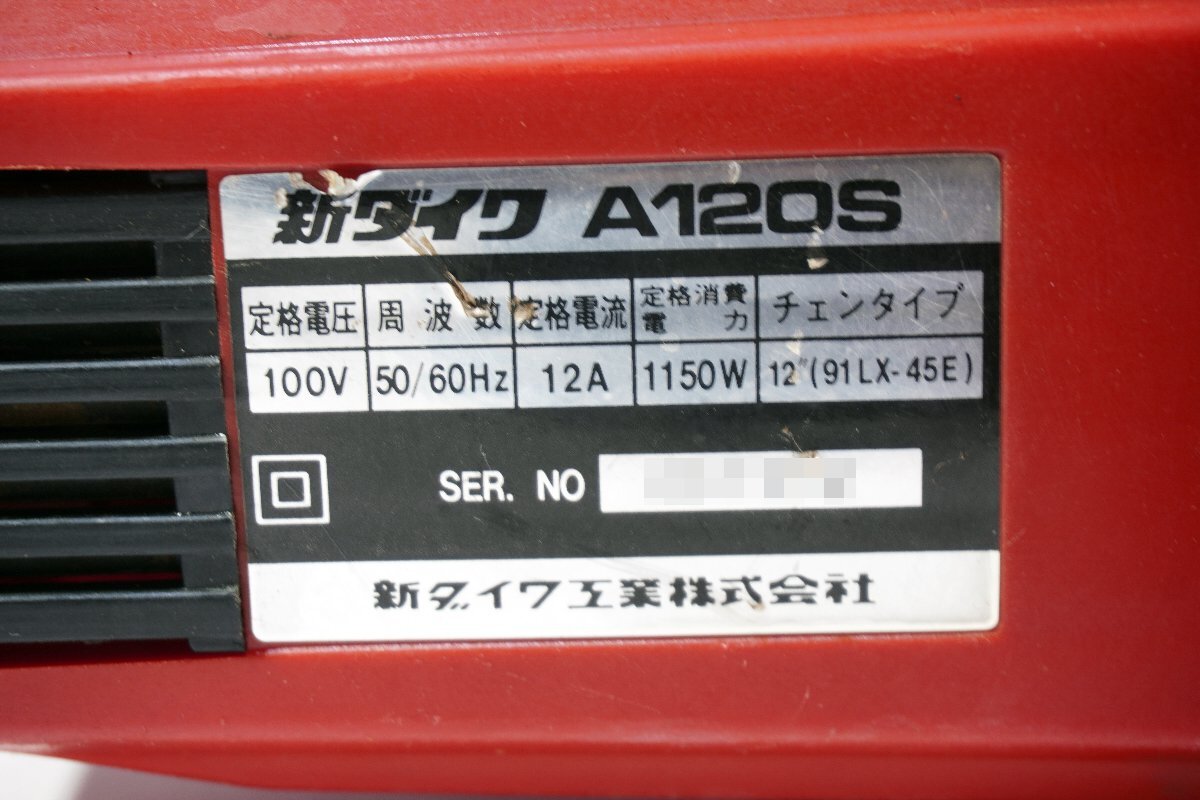 新ダイワ A120S
定格電圧 周波数 定格電流 定格消費電力 チェンタイプ
100V 50/60Hz 12A 1150W 12"(91LX-45E)
SER. NO
新ダイワ工業株式会社